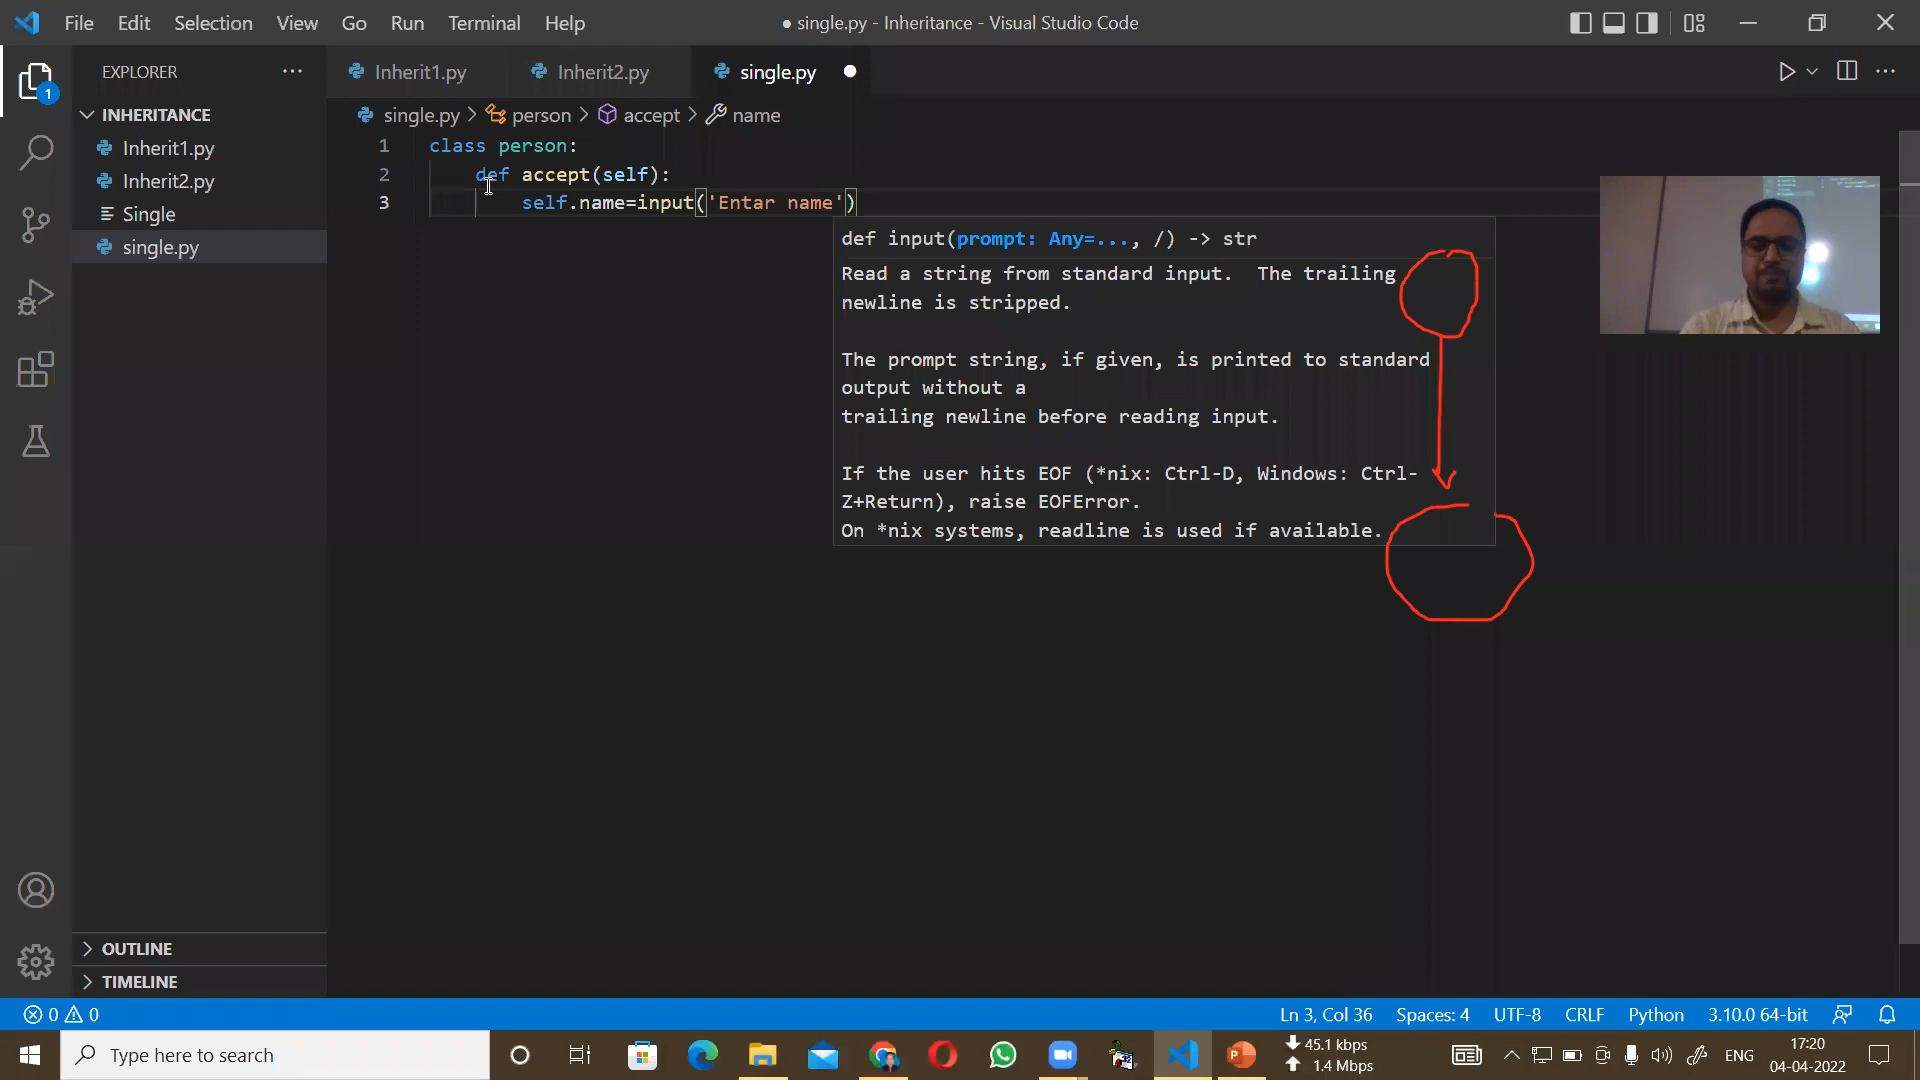 File Edit Selection View Go Run Terminal Help
● single.py - Inheritance - Visual Studio Code
EXPLORER
1
INHERITANCE
Inherit1.py
Inherit2.py
Single
single.py
Inherit1.py Inherit2.py single.py
single.py > person > accept > name
1 class person:
2 def accept(self):
3 self.name=input('Entar name')
def input(prompt: Any=..., /) -> str
Read a string from standard input. The trailing
newline is stripped.
The prompt string, if given, is printed to standard
output without a
trailing newline before reading input.
If the user hits EOF (*nix: Ctrl-D, Windows: Ctrl-
Z+Return), raise EOFError.
On *nix systems, readline is used if available.
OUTLINE
TIMELINE
0 0
Ln 3, Col 36 Spaces: 4 UTF-8 CRLF Python 3.10.0 64-bit
Type here to search
45.1 kbps
1.4 Mbps
ENG
17:20
04-04-2022